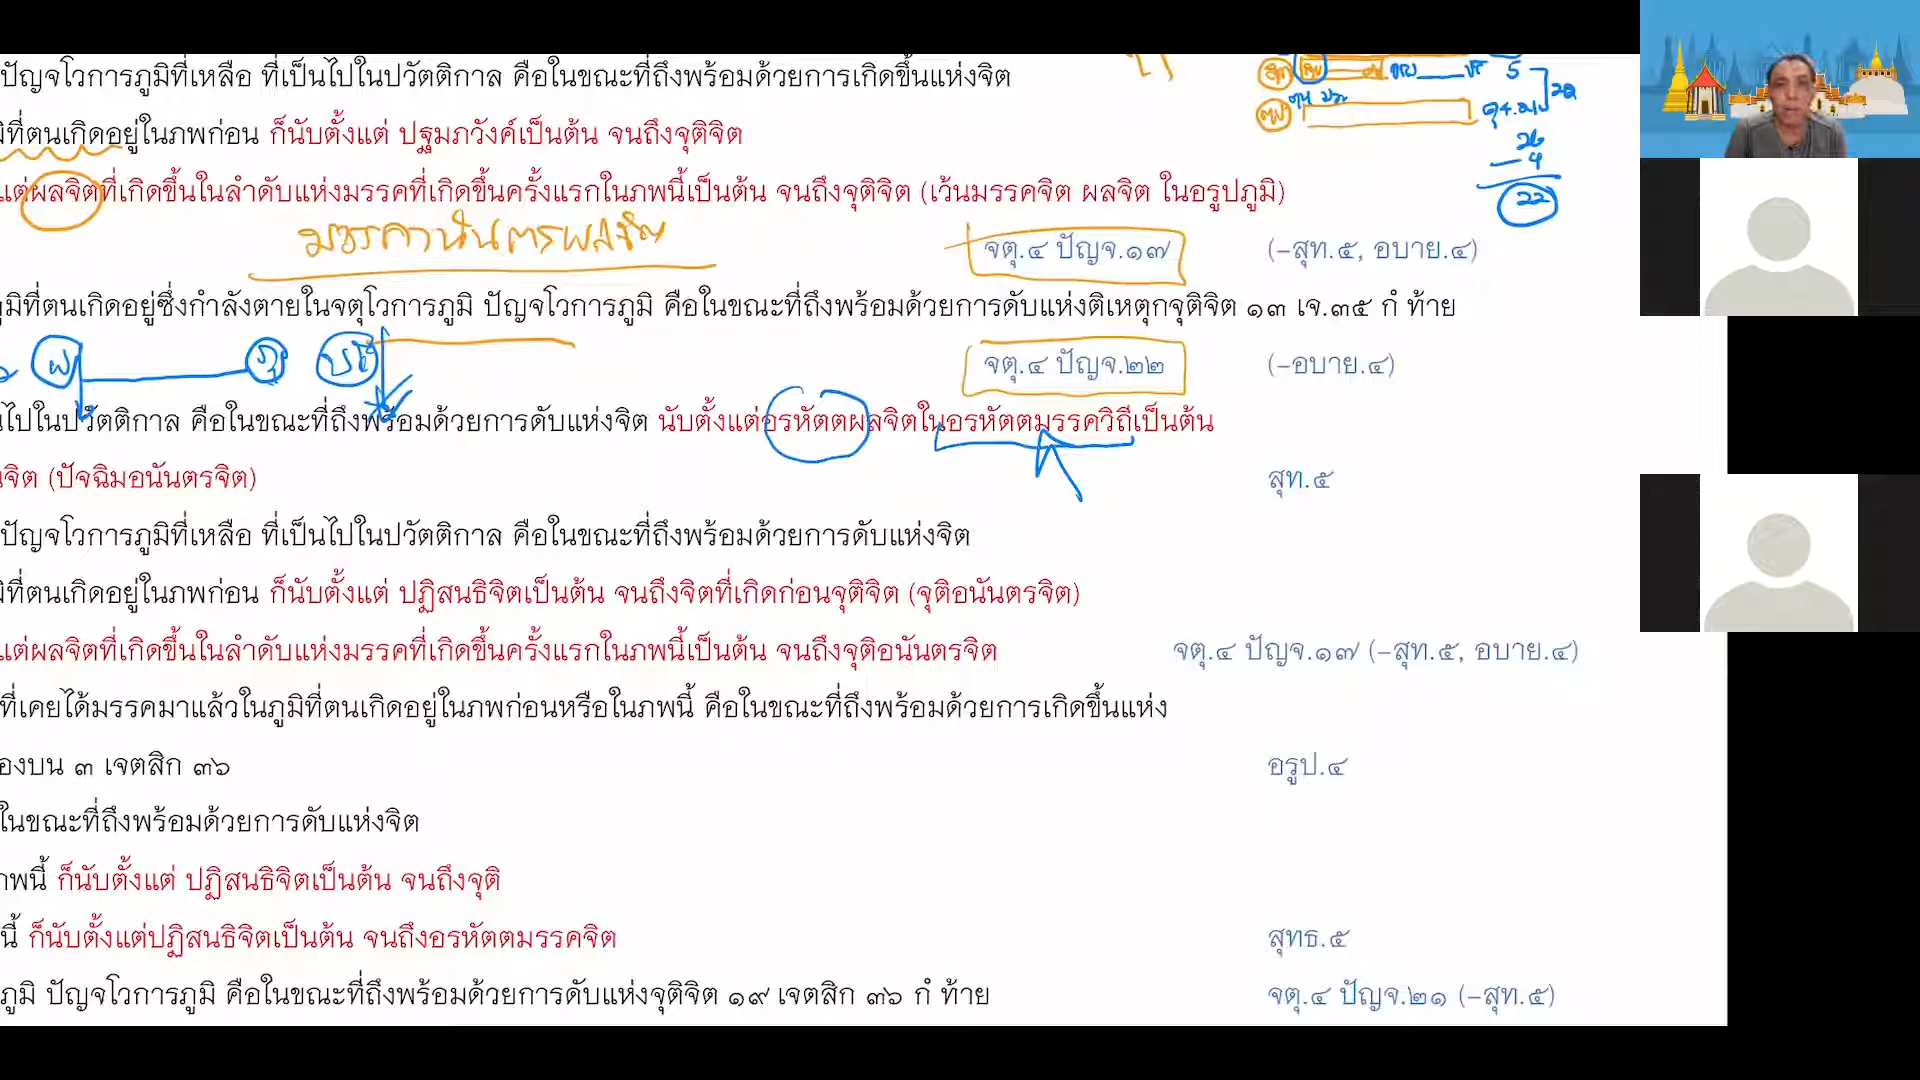 ปัญจโวการภูมิที่เหลือ ที่เป็นไปในปวัตติกาล คือในขณะที่ถึงพร้อมด้วยการเกิดขึ้นแห่งจิต
มิที่ตนเกิดอยู่ในภพก่อน ก็นับตั้งแต่ ปฐมภวังค์เป็นต้น จนถึงจุติจิต
แต่ผลจิตที่เกิดขึ้นในลำดับแห่งมรรคที่เกิดขึ้นครั้งแรกในภพนี้เป็นต้น จนถึงจุติจิต (เว้นมรรคจิต ผลจิต ในอรูปภูมิ)
5
26
- 4
22
มรรคานันตรผลจิต
จตุ.๔ ปัญจ.๑๗ (–สุท.๕, อบาย.๔)
ภูมิที่ตนเกิดอยู่ซึ่งกำลังตายในจตุโวการภูมิ ปัญจโวการภูมิ คือในขณะที่ถึงพร้อมด้วยการดับแห่งติเหตุกจุติจิต ๑๓ เจ.๓๕ กํ ท้าย
จตุ.๔ ปัญจ.๒๒ (–อบาย.๔)
นไปในปวัตติกาล คือในขณะที่ถึงพร้อมด้วยการดับแห่งจิต นับตั้งแต่อรหัตตผลจิตในอรหัตตมรรควิถีเป็นต้น
จิต (ปัจฉิมอนันตรจิต) สุท.๕
ปัญจโวการภูมิที่เหลือ ที่เป็นไปในปวัตติกาล คือในขณะที่ถึงพร้อมด้วยการดับแห่งจิต
มิที่ตนเกิดอยู่ในภพก่อน ก็นับตั้งแต่ ปฏิสนธิจิตเป็นต้น จนถึงจิตที่เกิดก่อนจุติจิต (จุติอนันตรจิต)
แต่ผลจิตที่เกิดขึ้นในลำดับแห่งมรรคที่เกิดขึ้นครั้งแรกในภพนี้เป็นต้น จนถึงจุติอนันตรจิต จตุ.๔ ปัญจ.๑๗ (–สุท.๕, อบาย.๔)
ที่เคยได้มรรคมาแล้วในภูมิที่ตนเกิดอยู่ในภพก่อนหรือในภพนี้ คือในขณะที่ถึงพร้อมด้วยการเกิดขึ้นแห่ง
องบน ๓ เจตสิก ๓๖ อรูป.๔
ในขณะที่ถึงพร้อมด้วยการดับแห่งจิต
าพนี้ ก็นับตั้งแต่ ปฏิสนธิจิตเป็นต้น จนถึงจุติ
นี้ ก็นับตั้งแต่ปฏิสนธิจิตเป็นต้น จนถึงอรหัตตมรรคจิต สุทธ.๕
ภูมิ ปัญจโวการภูมิ คือในขณะที่ถึงพร้อมด้วยการดับแห่งจุติจิต ๑๙ เจตสิก ๓๖ กํ ท้าย จตุ.๔ ปัญจ.๒๑ (–สุท.๕)